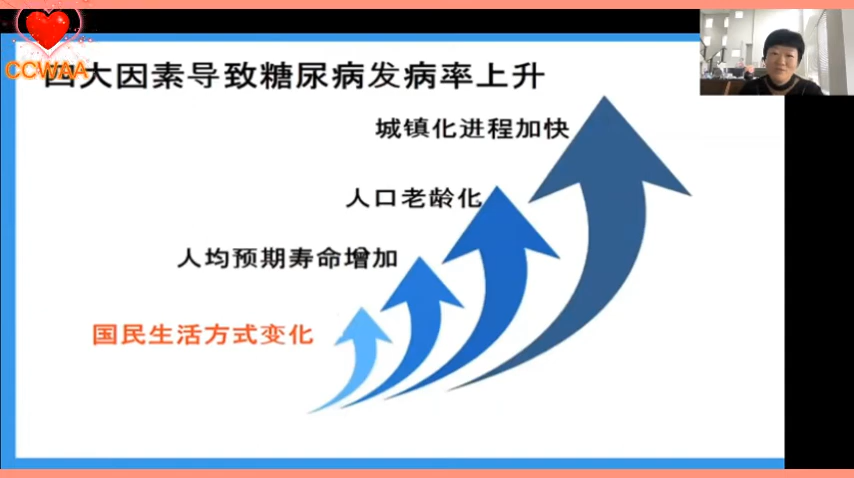 CCWAA
四大因素导致糖尿病发病率上升
城镇化进程加快
人口老龄化
人均预期寿命增加
国民生活方式变化